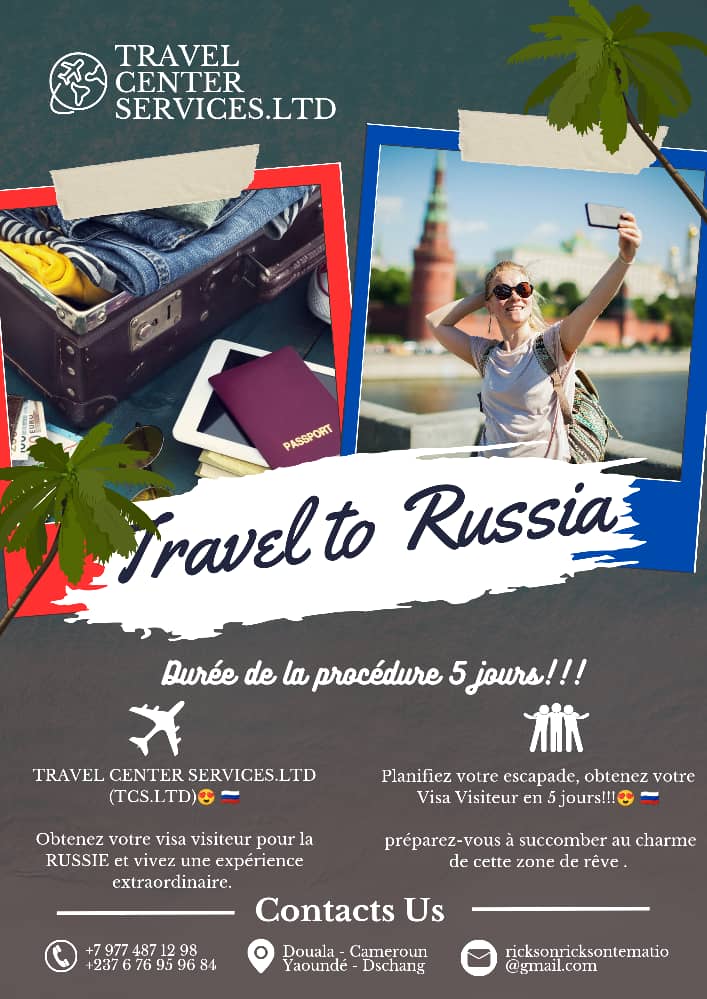 TRAVEL
CENTER
SERVICES.LTD
PASSPORT
Travel to Russia
Durée de la procédure 5 jours!!!
TRAVEL CENTER SERVICES.LTD
(TCS.LTD)😍 🇷🇺
Obtenez votre visa visiteur pour la
RUSSIE et vivez une expérience
extraordinaire.
Planifiez votre escapade, obtenez votre
Visa Visiteur en 5 jours!!!😍 🇷🇺
préparez-vous à succomber au charme
de cette zone de rêve .
Contacts Us
+7 977 487 12 98
+237 6 76 95 96 84
Douala - Cameroun
Yaoundé - Dschang
ricksonricksontematio
@gmail.com